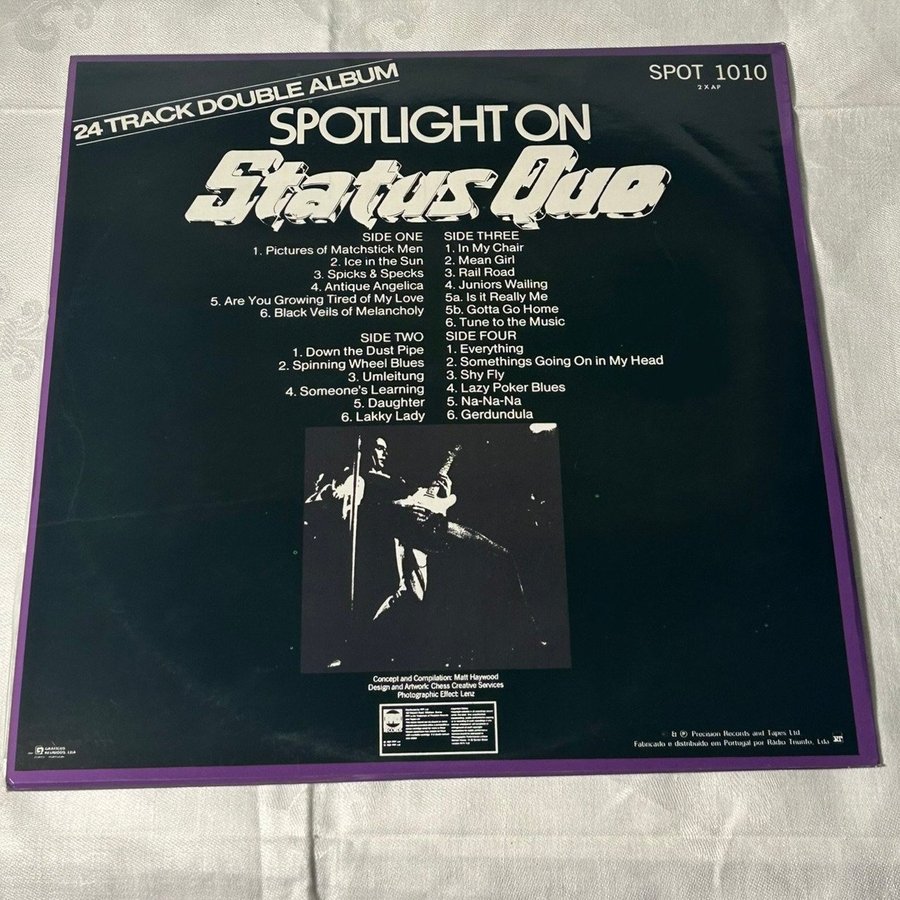 24 TRACK DOUBLE ALBUM
SPOT 1010
2 X AP
SPOTLIGHT ON
Status Quo
SIDE ONE
1. Pictures of Matchstick Men
2. Ice in the Sun
3. Spicks & Specks
4. Antique Angelica
5. Are You Growing Tired of My Love
6. Black Veils of Melancholy
SIDE TWO
1. Down the Dust Pipe
2. Spinning Wheel Blues
3. Umleitung
4. Someone's Learning
5. Daughter
6. Lakky Lady
SIDE THREE
1. In My Chair
2. Mean Girl
3. Rail Road
4. Juniors Wailing
5a. Is it Really Me
5b. Gotta Go Home
6. Tune to the Music
SIDE FOUR
1. Everything
2. Somethings Going On in My Head
3. Shy Fly
4. Lazy Poker Blues
5. Na-Na-Na
6. Gerdundula
Concept and Compilation: Matt Haywood
Design and Artwork: Chess Creative Services
Photographic Effect: Lenz
RECORDS
GRÁFICOS
REUNIDOS, LDA
℗ Precision Records and Tapes Ltd
Fabricado e distribuído em Portugal por Rádio Triunfo, Lda